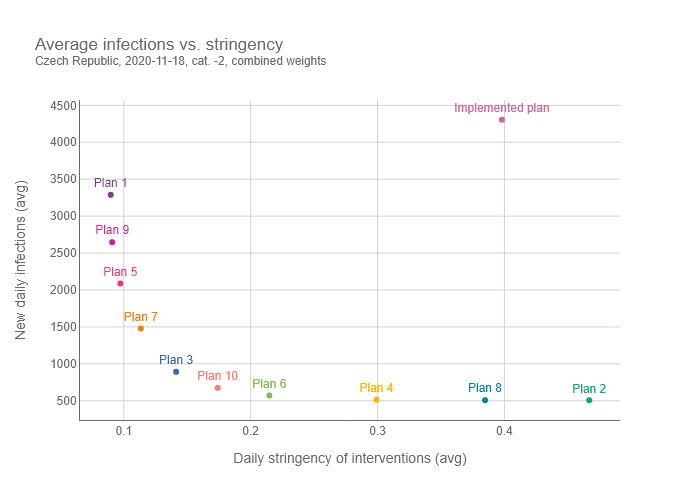 Average infections vs. stringency
Czech Republic, 2020-11-18, cat. -2, combined weights
4500
4000
3500
3000
2500
2000
1500
1000
500
New daily infections (avg)
Implemented plan
Plan 1
Plan 9
Plan 5
Plan 7
Plan 3
Plan 10
Plan 6
Plan 4
Plan 8
Plan 2
0.1
0.2
0.3
0.4
Daily stringency of interventions (avg)